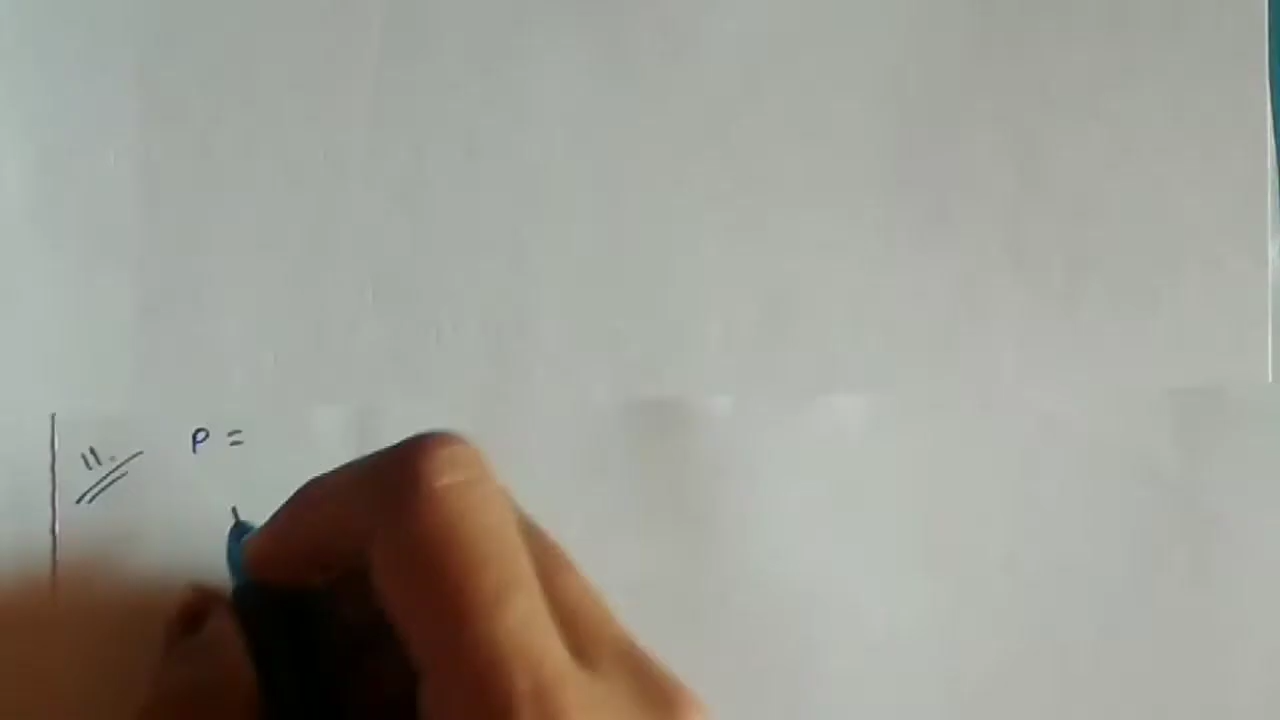 11. P =